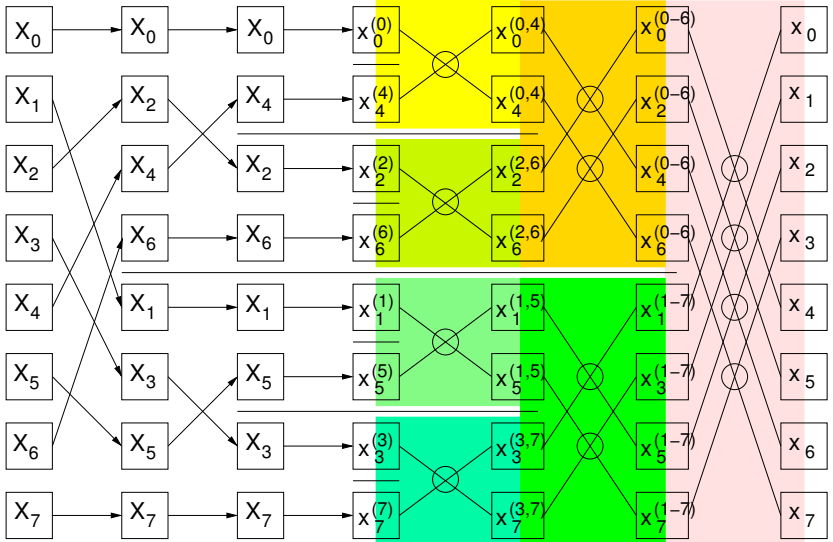 X₀ X₀ X₀ x₀⁽⁰⁾ x₀⁽⁰,⁴⁾ x₀⁽⁰⁻⁶⁾ x₀
X₁ X₂ X₄ x₄⁽⁴⁾ x₄⁽⁰,⁴⁾ x₂⁽⁰⁻⁶⁾ x₁
X₂ X₄ X₂ x₂⁽²⁾ x₂⁽²,⁶⁾ x₄⁽⁰⁻⁶⁾ x₂
X₃ X₆ X₆ x₆⁽⁶⁾ x₆⁽²,⁶⁾ x₆⁽⁰⁻⁶⁾ x₃
X₄ X₁ X₁ x₁⁽¹⁾ x₁⁽¹,⁵⁾ x₁⁽¹⁻⁷⁾ x₄
X₅ X₃ X₅ x₅⁽⁵⁾ x₅⁽¹,⁵⁾ x₃⁽¹⁻⁷⁾ x₅
X₆ X₅ X₃ x₃⁽³⁾ x₃⁽³,⁷⁾ x₅⁽¹⁻⁷⁾ x₆
X₇ X₇ X₇ x₇⁽⁷⁾ x₇⁽³,⁷⁾ x₇⁽¹⁻⁷⁾ x₇